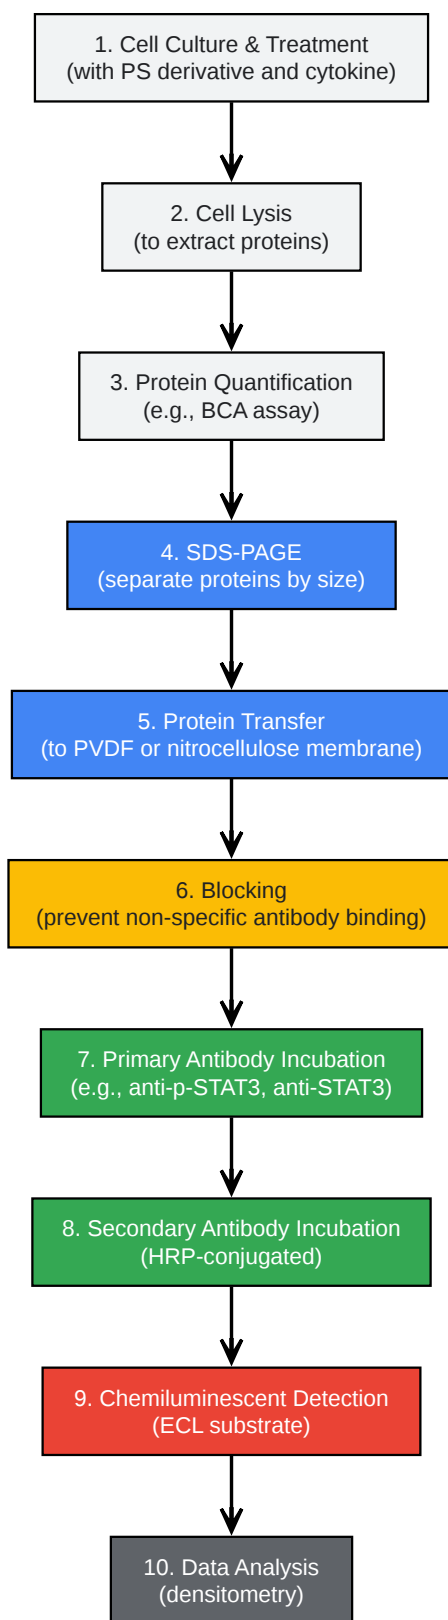 1. Cell Culture & Treatment
(with PS derivative and cytokine)
2. Cell Lysis
(to extract proteins)
3. Protein Quantification
(e.g., BCA assay)
4. SDS-PAGE
(separate proteins by size)
5. Protein Transfer
(to PVDF or nitrocellulose membrane)
6. Blocking
(prevent non-specific antibody binding)
7. Primary Antibody Incubation
(e.g., anti-p-STAT3, anti-STAT3)
8. Secondary Antibody Incubation
(HRP-conjugated)
9. Chemiluminescent Detection
(ECL substrate)
10. Data Analysis
(densitometry)